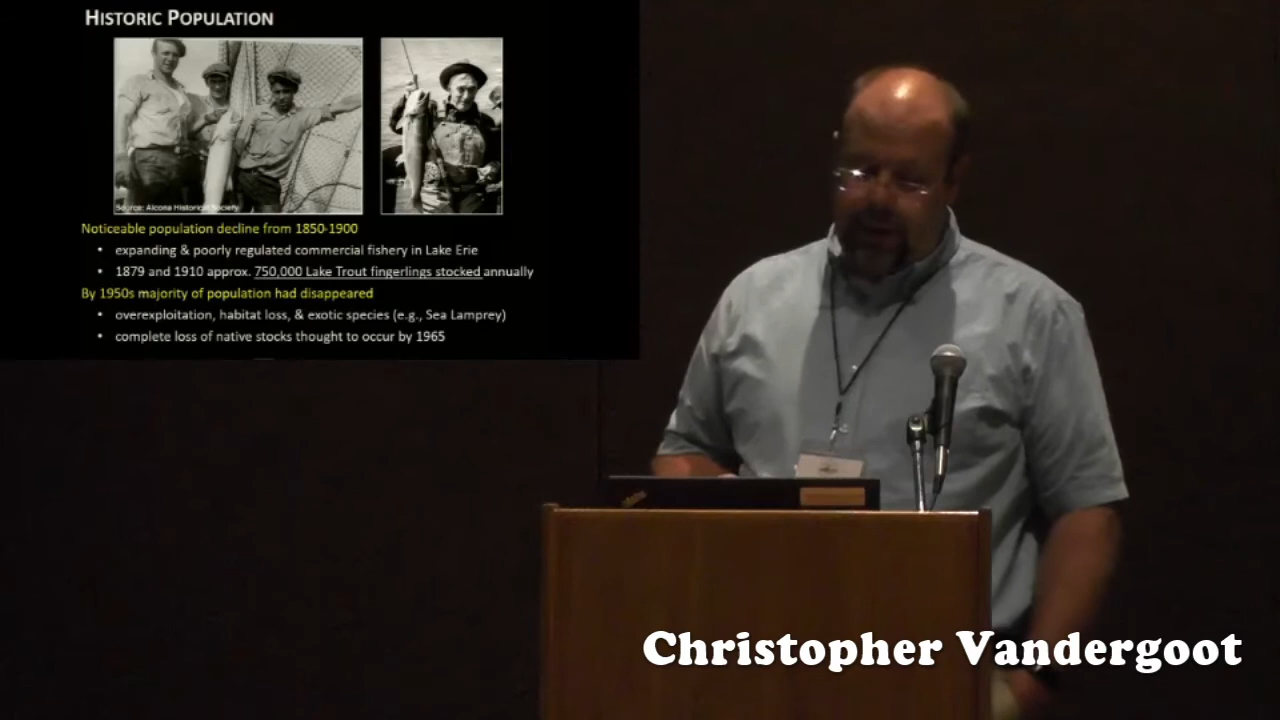 HISTORIC POPULATION
Source: Alcona Historical Society
Noticeable population decline from 1850-1900
• expanding & poorly regulated commercial fishery in Lake Erie
• 1879 and 1910 approx. 750,000 Lake Trout fingerlings stocked annually
By 1950s majority of population had disappeared
• overexploitation, habitat loss, & exotic species (e.g., Sea Lamprey)
• complete loss of native stocks thought to occur by 1965
Christopher Vandergoot